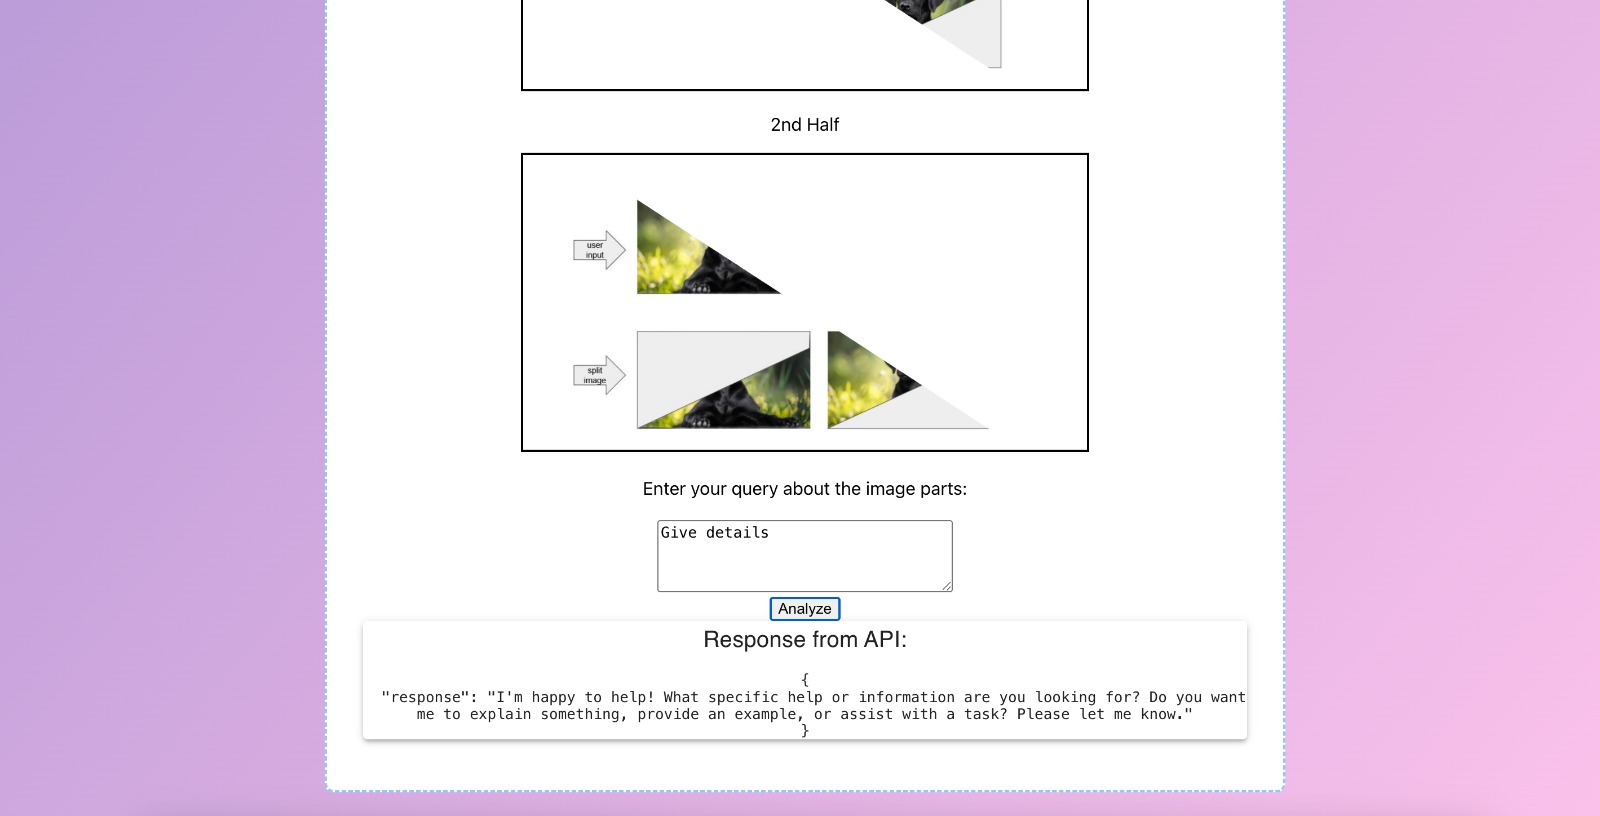 2nd Half
user
input
split
image
Enter your query about the image parts:
Give details
Analyze
Response from API:
{
"response": "I'm happy to help! What specific help or information are you looking for? Do you want
me to explain something, provide an example, or assist with a task? Please let me know."
}